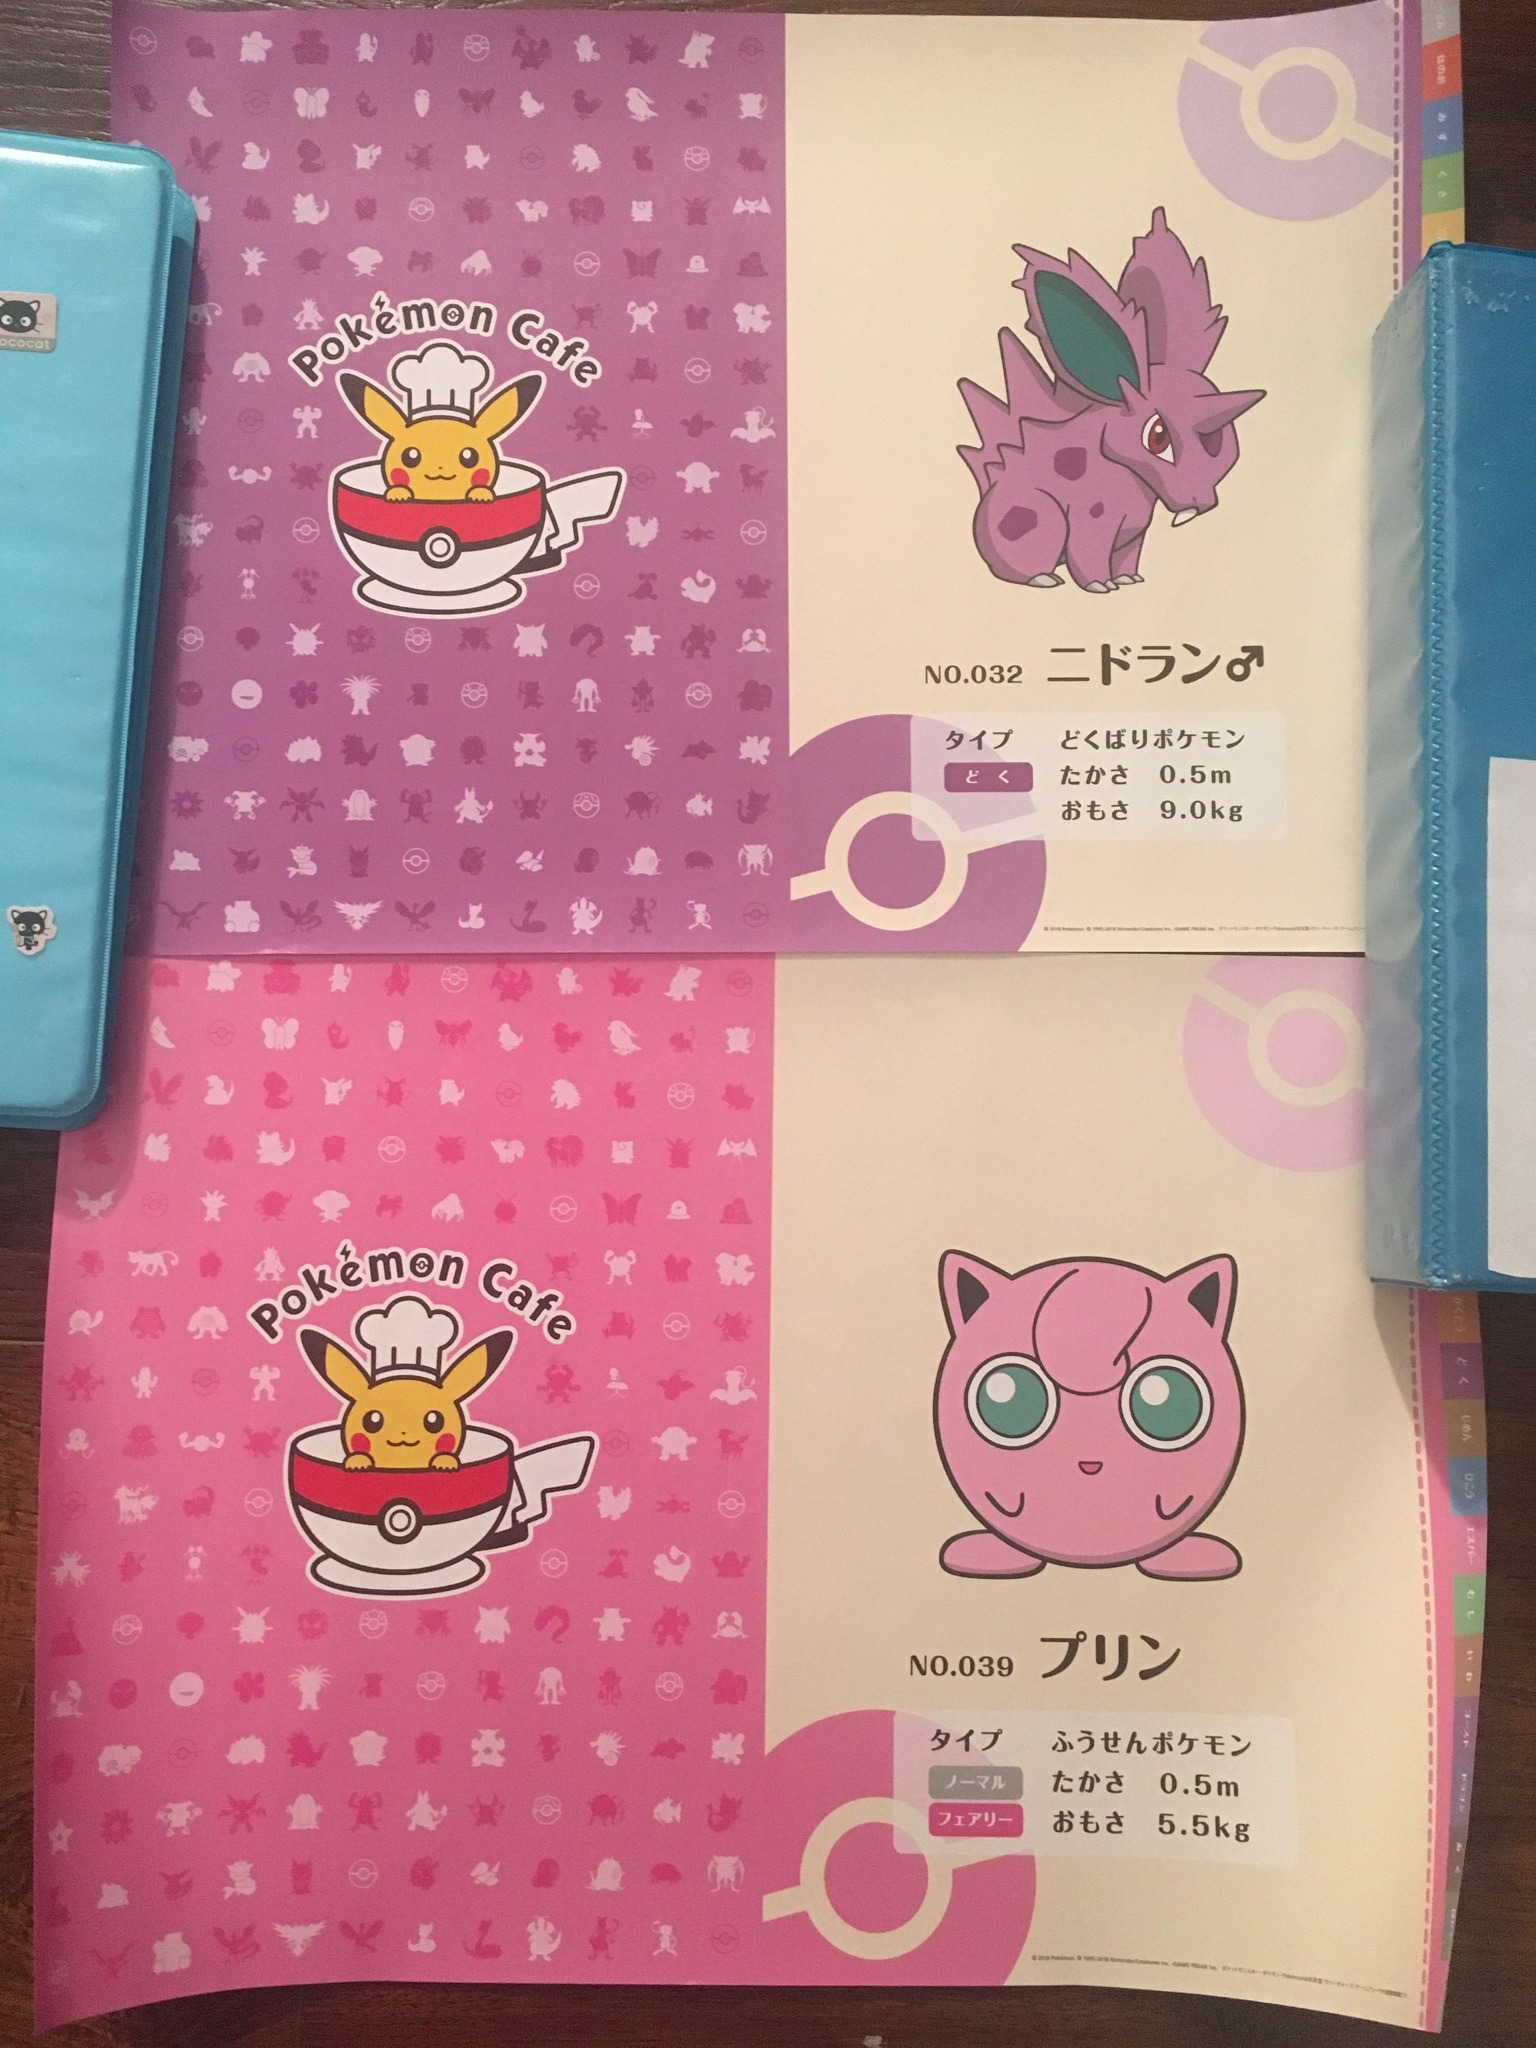 Pokémon Cafe
NO.032 ニドラン♂
タイプ どくばりポケモン
どく たかさ 0.5m
おもさ 9.0kg
Pokémon Cafe
NO.039 プリン
タイプ ふうせんポケモン
ノーマル たかさ 0.5m
フェアリー おもさ 5.5kg